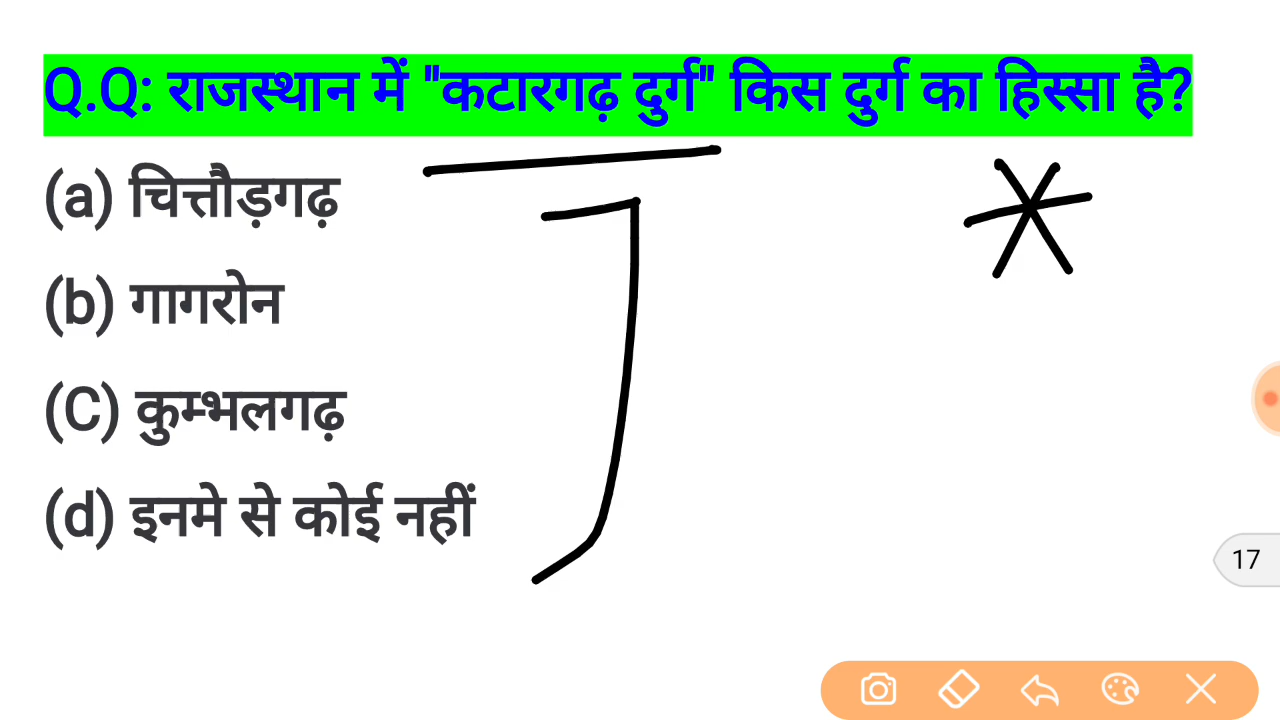 Q.Q: राजस्थान में "कटारगढ़ दुर्ग" किस दुर्ग का हिस्सा है?
(a) चित्तौड़गढ़
(b) गागरोन
(C) कुम्भलगढ़
(d) इनमे से कोई नहीं
17